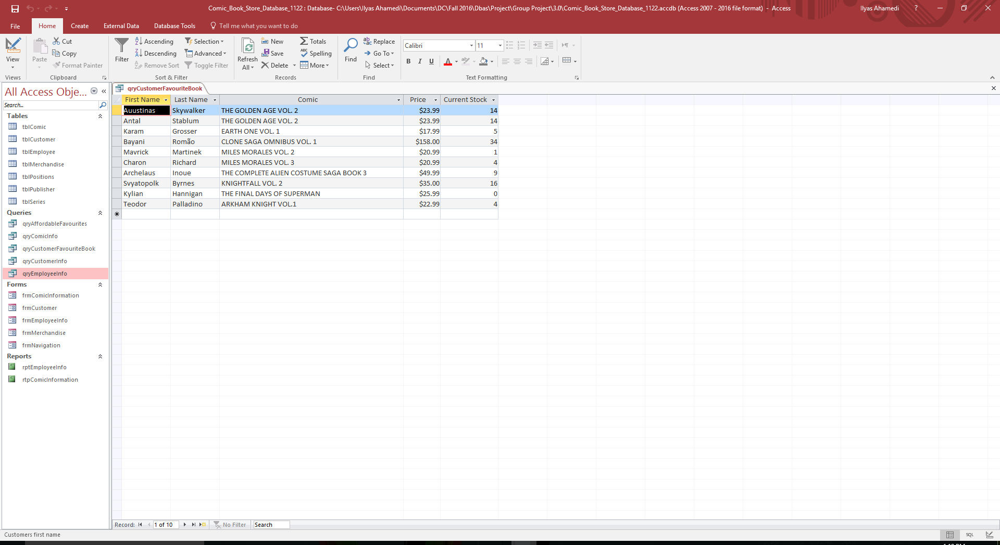 Comic_Book_Store_Database_1122 : Database- C:\Users\Ilyas Ahamedi\Documents\DC\Fall 2016\Dbas\Project\Group Project\3.0\Comic_Book_Store_Database_1122.accdb (Access 2007 - 2016 file format) - Access
Ilyas Ahamedi ?
File Home Create External Data Database Tools Tell me what you want to do
View
Views
Paste
Cut
Copy
Format Painter
Clipboard
Filter
Ascending
Descending
Remove Sort
Selection
Advanced
Toggle Filter
Sort & Filter
Refresh
All
New
Save
Delete
Totals
Spelling
More
Records
Find
Replace
Go To
Select
Find
Calibri 11
B I U
Text Formatting
All Access Obje...
Search...
Tables
tblComic
tblCustomer
tblEmployee
tblMerchandise
tblPositions
tblPublisher
tblSeries
Queries
qryAffordableFavourites
qryComicInfo
qryCustomerFavouriteBook
qryCustomerInfo
qryEmployeeInfo
Forms
frmComicInformation
frmCustomer
frmEmployeeInfo
frmMerchandise
frmNavigation
Reports
rptEmployeeInfo
rtpComicInformation
qryCustomerFavouriteBook
First Name Last Name Comic Price Current Stock
Auustinas Skywalker THE GOLDEN AGE VOL. 2 $23.99 14
Antal Stablum THE GOLDEN AGE VOL. 2 $23.99 14
Karam Grosser EARTH ONE VOL. 1 $17.99 5
Bayani Romão CLONE SAGA OMNIBUS VOL. 1 $158.00 34
Mavrick Martinek MILES MORALES VOL. 2 $20.99 1
Charon Richard MILES MORALES VOL. 3 $20.99 4
Archelaus Inoue THE COMPLETE ALIEN COSTUME SAGA BOOK 3 $49.99 9
Svyatopolk Byrnes KNIGHTFALL VOL. 2 $35.00 16
Kylian Hannigan THE FINAL DAYS OF SUPERMAN $25.99 0
Teodor Palladino ARKHAM KNIGHT VOL.1 $22.99 4
Record: 1 of 10 No Filter Search
Customers first name
SQL